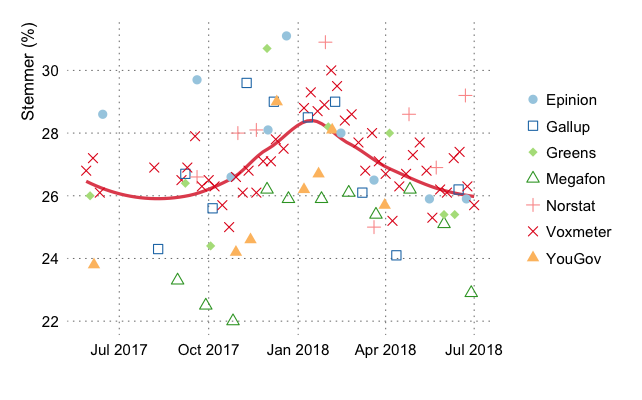 Stemmer (%)
30
28
26
24
22
Jul 2017
Oct 2017
Jan 2018
Apr 2018
Jul 2018
Epinion
Gallup
Greens
Megafon
Norstat
Voxmeter
YouGov